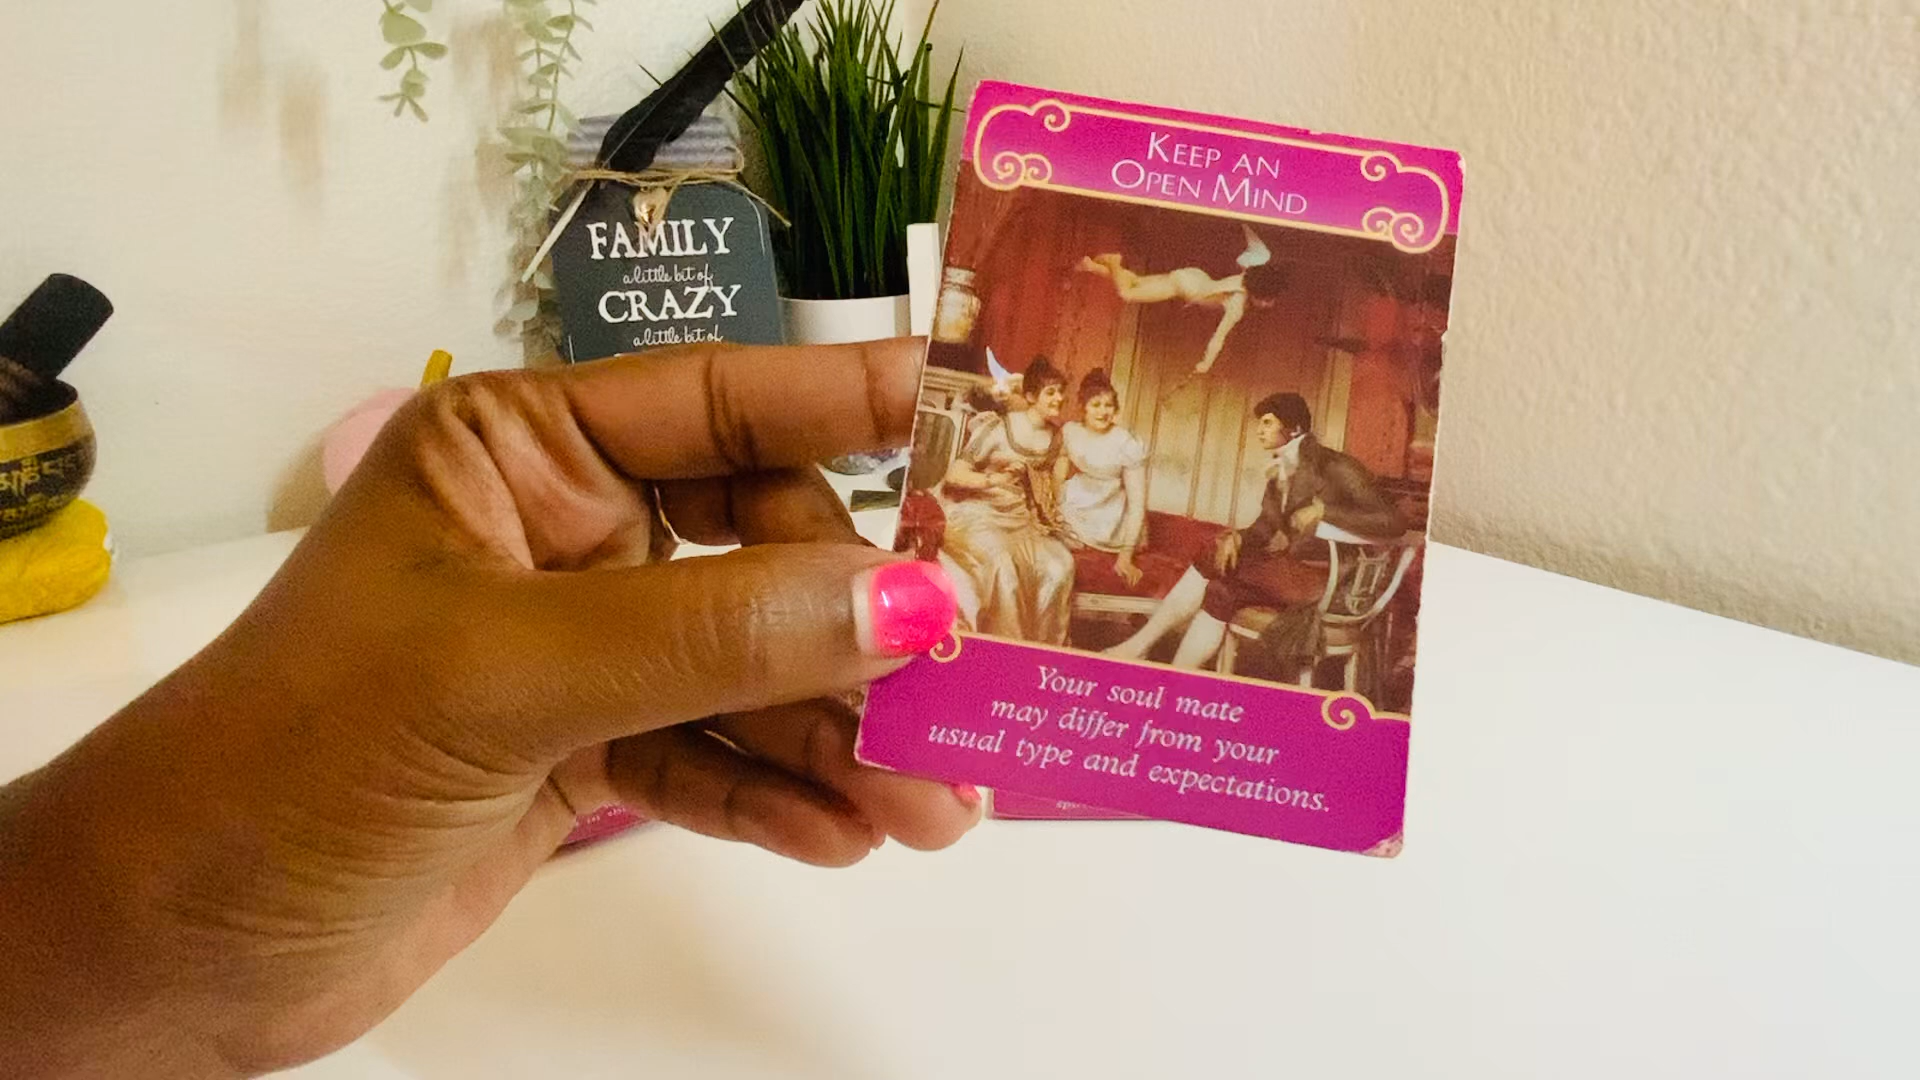 FAMILY
a little bit of
CRAZY
a little bit of
KEEP AN
OPEN MIND
Your soul mate
may differ from your
usual type and expectations.